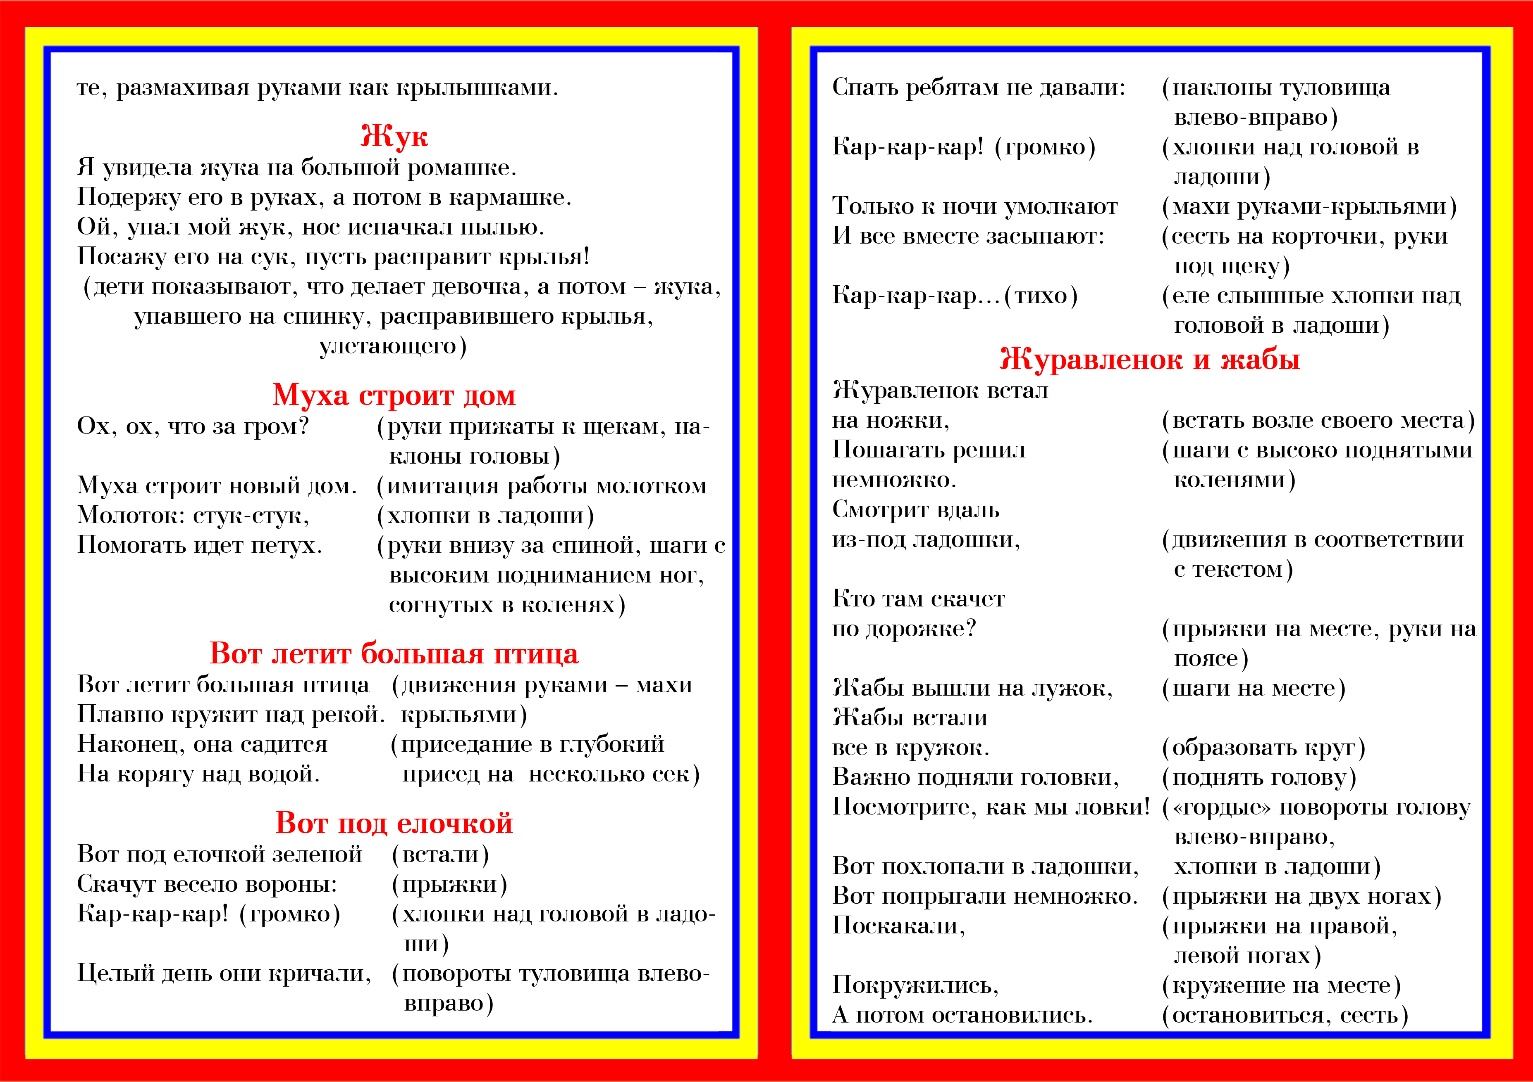 те, размахивая руками как крылышками.
Жук
Я увидела жука на большой ромашке.
Подержу его в руках, а потом в кармашке.
Ой, упал мой жук, нос испачкал пылью.
Посажу его на сук, пусть расправит крылья!
(дети показывают, что делает девочка, а потом – жука,
упавшего на спинку, расправившего крылья,
улетающего)
Муха строит дом
Ох, ох, что за гром? (руки прижаты к щекам, на-
клоны головы)
Муха строит новый дом. (имитация работы молотком
Молоток: стук-стук, (хлопки в ладоши)
Помогать идет петух. (руки внизу за спиной, шаги с
высоким подниманием ног,
согнутых в коленях)
Вот летит большая птица
Вот летит большая птица (движения руками – махи
Плавно кружит над рекой. крыльями)
Наконец, она садится (приседание в глубокий
На корягу над водой. присед на несколько сек)
Вот под елочкой
Вот под елочкой зеленой (встали)
Скачут весело вороны: (прыжки)
Кар-кар-кар! (громко) (хлопки над головой в ладо-
ши)
Целый день они кричали, (повороты туловища влево-
вправо)
Спать ребятам не давали: (наклоны туловища
влево-вправо)
Кар-кар-кар! (громко) (хлопки над головой в
ладоши)
Только к ночи умолкают (махи руками-крыльями)
И все вместе засыпают: (сесть на корточки, руки
под щеку)
Кар-кар-кар...(тихо) (еле слышные хлопки над
головой в ладоши)
Журавленок и жабы
Журавленок встал
на ножки, (встать возле своего места)
Пошагать решил (шаги с высоко поднятыми
немножко. коленями)
Смотрит вдаль
из-под ладошки, (движения в соответствии
с текстом)
Кто там скачет
по дорожке? (прыжки на месте, руки на
поясе)
Жабы вышли на лужок, (шаги на месте)
Жабы встали
все в кружок. (образовать круг)
Важно подняли головки, (поднять голову)
Посмотрите, как мы ловки! («гордые» повороты голову
влево-вправо,
Вот похлопали в ладошки, хлопки в ладоши)
Вот попрыгали немножко. (прыжки на двух ногах)
Поскакали, (прыжки на правой,
левой ногах)
Покружились, (кружение на месте)
А потом остановились. (остановиться, сесть)